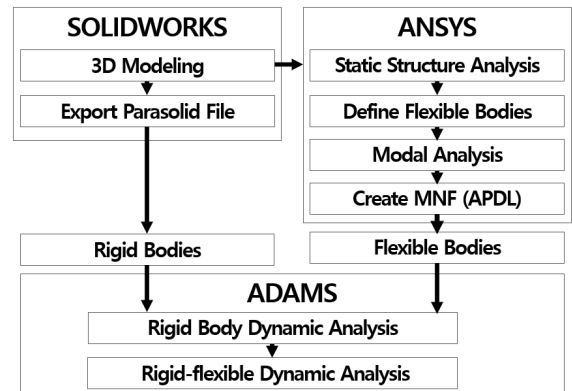 SOLIDWORKS
3D Modeling
Export Parasolid File
Rigid Bodies
ANSYS
Static Structure Analysis
Define Flexible Bodies
Modal Analysis
Create MNF (APDL)
Flexible Bodies
ADAMS
Rigid Body Dynamic Analysis
Rigid-flexible Dynamic Analysis